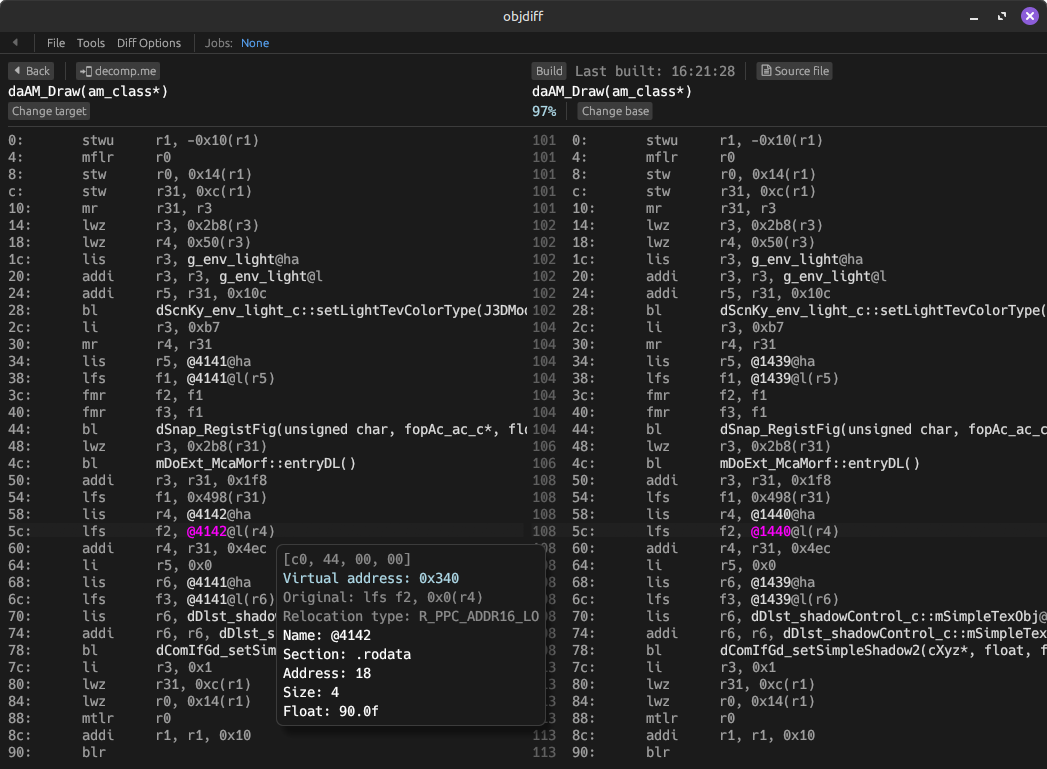 objdiff
File Tools Diff Options Jobs: None
Back decomp.me
daAM_Draw(am_class*)
Change target
0: stwu r1, -0x10(r1)
4: mflr r0
8: stw r0, 0x14(r1)
c: stw r31, 0xc(r1)
10: mr r31, r3
14: lwz r3, 0x2b8(r3)
18: lwz r4, 0x50(r3)
1c: lis r3, g_env_light@ha
20: addi r3, r3, g_env_light@l
24: addi r5, r31, 0x10c
28: bl dScnKy_env_light_c::setLightTevColorType(J3DMod
2c: li r3, 0xb7
30: mr r4, r31
34: lis r5, @4141@ha
38: lfs f1, @4141@l(r5)
3c: fmr f2, f1
40: fmr f3, f1
44: bl dSnap_RegistFig(unsigned char, fopAc_ac_c*, flo
48: lwz r3, 0x2b8(r31)
4c: bl mDoExt_McaMorf::entryDL()
50: addi r3, r31, 0x1f8
54: lfs f1, 0x498(r31)
58: lis r4, @4142@ha
5c: lfs f2, @4142@l(r4)
60: addi r4, r31, 0x4ec
64: li r5, 0x0
68: lis r6, @4141@ha
6c: lfs f3, @4141@l(r6)
70: lis r6, dDlst_shadow
74: addi r6, r6, dDlst_s
78: bl dComIfGd_setSim
7c: li r3, 0x1
80: lwz r31, 0xc(r1)
84: lwz r0, 0x14(r1)
88: mtlr r0
8c: addi r1, r1, 0x10
90: blr
[c0, 44, 00, 00]
Virtual address: 0x340
Original: lfs f2, 0x0(r4)
Relocation type: R_PPC_ADDR16_LO
Name: @4142
Section: .rodata
Address: 18
Size: 4
Float: 90.0f
Build Last built: 16:21:28 Source file
daAM_Draw(am_class*)
97% Change base
101 0: stwu r1, -0x10(r1)
101 4: mflr r0
101 8: stw r0, 0x14(r1)
101 c: stw r31, 0xc(r1)
101 10: mr r31, r3
102 14: lwz r3, 0x2b8(r3)
102 18: lwz r4, 0x50(r3)
102 1c: lis r3, g_env_light@ha
102 20: addi r3, r3, g_env_light@l
102 24: addi r5, r31, 0x10c
102 28: bl dScnKy_env_light_c::setLightTevColorType(
104 2c: li r3, 0xb7
104 30: mr r4, r31
104 34: lis r5, @1439@ha
104 38: lfs f1, @1439@l(r5)
104 3c: fmr f2, f1
104 40: fmr f3, f1
104 44: bl dSnap_RegistFig(unsigned char, fopAc_ac_c
106 48: lwz r3, 0x2b8(r31)
106 4c: bl mDoExt_McaMorf::entryDL()
108 50: addi r3, r31, 0x1f8
108 54: lfs f1, 0x498(r31)
108 58: lis r4, @1440@ha
108 5c: lfs f2, @1440@l(r4)
08 60: addi r4, r31, 0x4ec
08 64: li r5, 0x0
08 68: lis r6, @1439@ha
08 6c: lfs f3, @1439@l(r6)
08 70: lis r6, dDlst_shadowControl_c::mSimpleTexObj@
08 74: addi r6, r6, dDlst_shadowControl_c::mSimpleTex
08 78: bl dComIfGd_setSimpleShadow2(cXyz*, float, f
13 7c: li r3, 0x1
13 80: lwz r31, 0xc(r1)
13 84: lwz r0, 0x14(r1)
113 88: mtlr r0
113 8c: addi r1, r1, 0x10
113 90: blr